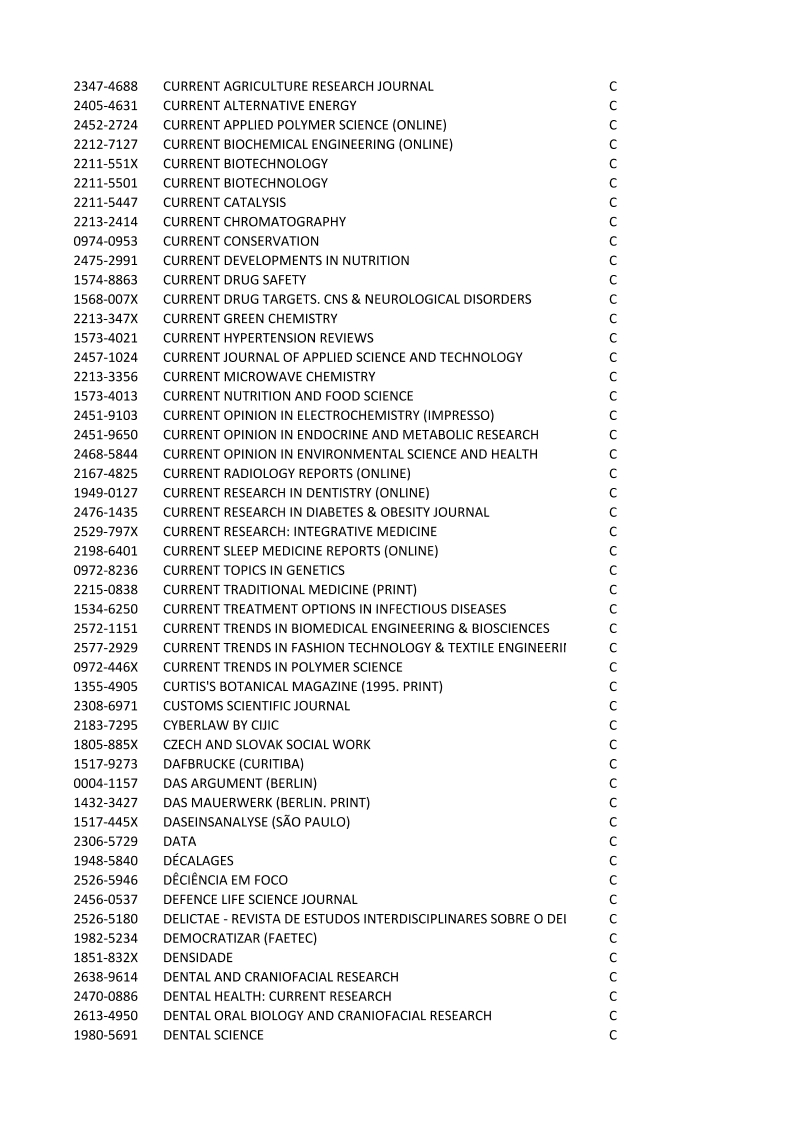 2347-4688 CURRENT AGRICULTURE RESEARCH JOURNAL C
2405-4631 CURRENT ALTERNATIVE ENERGY C
2452-2724 CURRENT APPLIED POLYMER SCIENCE (ONLINE) C
2212-7127 CURRENT BIOCHEMICAL ENGINEERING (ONLINE) C
2211-551X CURRENT BIOTECHNOLOGY C
2211-5501 CURRENT BIOTECHNOLOGY C
2211-5447 CURRENT CATALYSIS C
2213-2414 CURRENT CHROMATOGRAPHY C
0974-0953 CURRENT CONSERVATION C
2475-2991 CURRENT DEVELOPMENTS IN NUTRITION C
1574-8863 CURRENT DRUG SAFETY C
1568-007X CURRENT DRUG TARGETS. CNS & NEUROLOGICAL DISORDERS C
2213-347X CURRENT GREEN CHEMISTRY C
1573-4021 CURRENT HYPERTENSION REVIEWS C
2457-1024 CURRENT JOURNAL OF APPLIED SCIENCE AND TECHNOLOGY C
2213-3356 CURRENT MICROWAVE CHEMISTRY C
1573-4013 CURRENT NUTRITION AND FOOD SCIENCE C
2451-9103 CURRENT OPINION IN ELECTROCHEMISTRY (IMPRESSO) C
2451-9650 CURRENT OPINION IN ENDOCRINE AND METABOLIC RESEARCH C
2468-5844 CURRENT OPINION IN ENVIRONMENTAL SCIENCE AND HEALTH C
2167-4825 CURRENT RADIOLOGY REPORTS (ONLINE) C
1949-0127 CURRENT RESEARCH IN DENTISTRY (ONLINE) C
2476-1435 CURRENT RESEARCH IN DIABETES & OBESITY JOURNAL C
2529-797X CURRENT RESEARCH: INTEGRATIVE MEDICINE C
2198-6401 CURRENT SLEEP MEDICINE REPORTS (ONLINE) C
0972-8236 CURRENT TOPICS IN GENETICS C
2215-0838 CURRENT TRADITIONAL MEDICINE (PRINT) C
1534-6250 CURRENT TREATMENT OPTIONS IN INFECTIOUS DISEASES C
2572-1151 CURRENT TRENDS IN BIOMEDICAL ENGINEERING & BIOSCIENCES C
2577-2929 CURRENT TRENDS IN FASHION TECHNOLOGY & TEXTILE ENGINEERIN C
0972-446X CURRENT TRENDS IN POLYMER SCIENCE C
1355-4905 CURTIS'S BOTANICAL MAGAZINE (1995. PRINT) C
2308-6971 CUSTOMS SCIENTIFIC JOURNAL C
2183-7295 CYBERLAW BY CIJIC C
1805-885X CZECH AND SLOVAK SOCIAL WORK C
1517-9273 DAFBRUCKE (CURITIBA) C
0004-1157 DAS ARGUMENT (BERLIN) C
1432-3427 DAS MAUERWERK (BERLIN. PRINT) C
1517-445X DASEINSANALYSE (SÃO PAULO) C
2306-5729 DATA C
1948-5840 DÉCALAGES C
2526-5946 DÊCIÊNCIA EM FOCO C
2456-0537 DEFENCE LIFE SCIENCE JOURNAL C
2526-5180 DELICTAE - REVISTA DE ESTUDOS INTERDISCIPLINARES SOBRE O DEL C
1982-5234 DEMOCRATIZAR (FAETEC) C
1851-832X DENSIDADE C
2638-9614 DENTAL AND CRANIOFACIAL RESEARCH C
2470-0886 DENTAL HEALTH: CURRENT RESEARCH C
2613-4950 DENTAL ORAL BIOLOGY AND CRANIOFACIAL RESEARCH C
1980-5691 DENTAL SCIENCE C